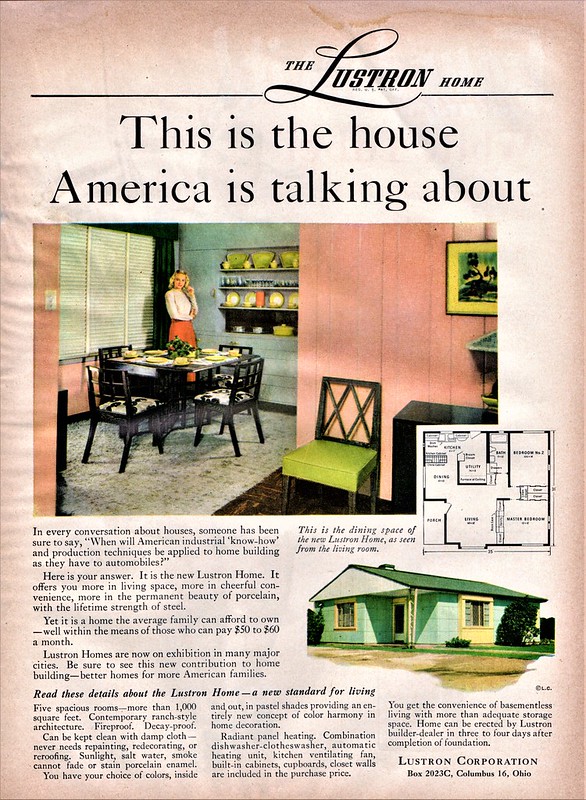 THE LUSTRON HOME
REG. U. S. PAT. OFF.
This is the house
America is talking about
KITCHEN
BATH
BEDROOM No.2
UTILITY
DINING
PORCH
LIVING
MASTER BEDROOM
In every conversation about houses, someone has been
sure to say, "When will American industrial 'know-how'
and production techniques be applied to home building
as they have to automobiles?"
Here is your answer. It is the new Lustron Home. It
offers you more in living space, more in cheerful con-
venience, more in the permanent beauty of porcelain,
with the lifetime strength of steel.
Yet it is a home the average family can afford to own
—well within the means of those who can pay $50 to $60
a month.
Lustron Homes are now on exhibition in many major
cities. Be sure to see this new contribution to home
building—better homes for more American families.
This is the dining space of
the new Lustron Home, as seen
from the living room.
©L.C.
Read these details about the Lustron Home—a new standard for living
Five spacious rooms—more than 1,000
square feet. Contemporary ranch-style
architecture. Fireproof. Decay-proof.
Can be kept clean with damp cloth—
never needs repainting, redecorating, or
reroofing. Sunlight, salt water, smoke
cannot fade or stain porcelain enamel.
You have your choice of colors, inside
and out, in pastel shades providing an en-
tirely new concept of color harmony in
home decoration.
Radiant panel heating. Combination
dishwasher-clotheswasher, automatic
heating unit, kitchen ventilating fan,
built-in cabinets, cupboards, closet walls
are included in the purchase price.
You get the convenience of basementless
living with more than adequate storage
space. Home can be erected by Lustron
builder-dealer in three to four days after
completion of foundation.
LUSTRON CORPORATION
Box 2023C, Columbus 16, Ohio